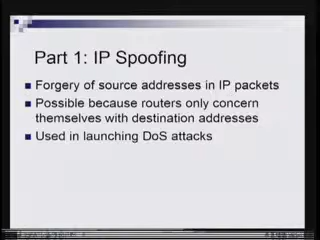 Part 1: IP Spoofing
Forgery of source addresses in IP packets
Possible because routers only concern
themselves with destination addresses
Used in launching DoS attacks